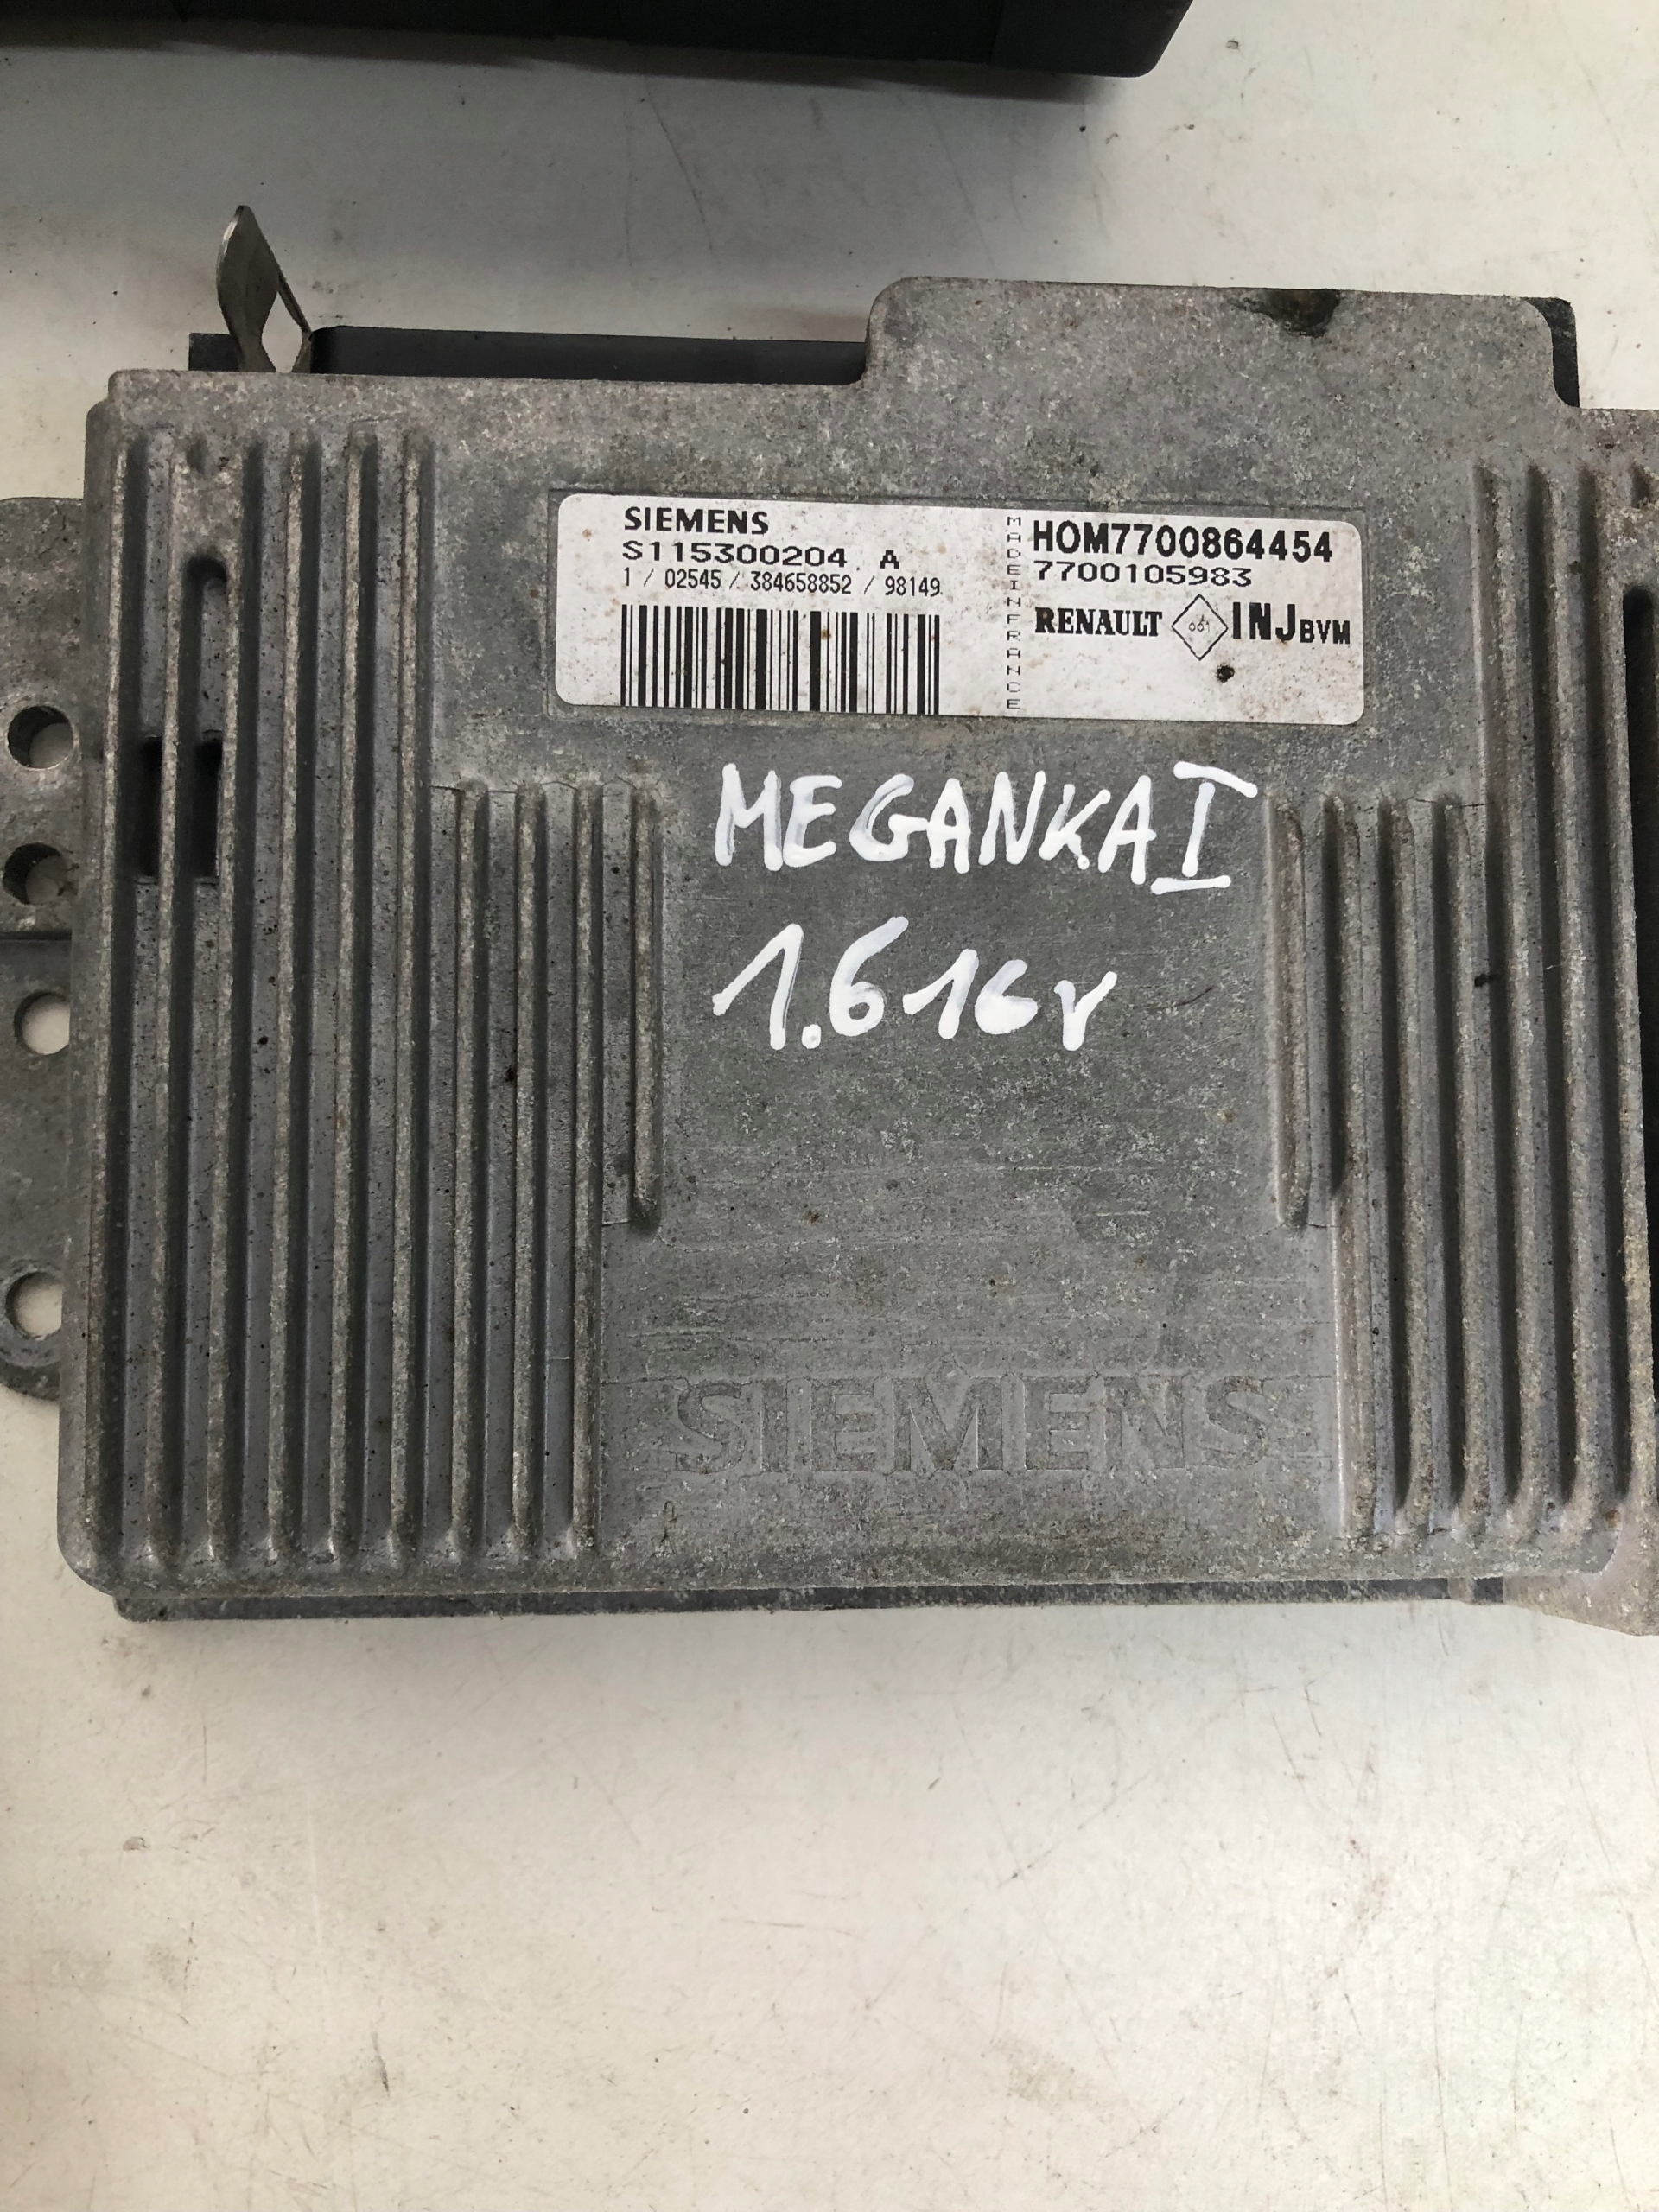 SIEMENS
S115300204 A
1 / 02545 / 384658852 / 98149
MADE IN FRANCE
HOM7700864454
7700105983
RENAULT 661 INJ BVM
MEGANKA I
1.6 16v
SIEMENS